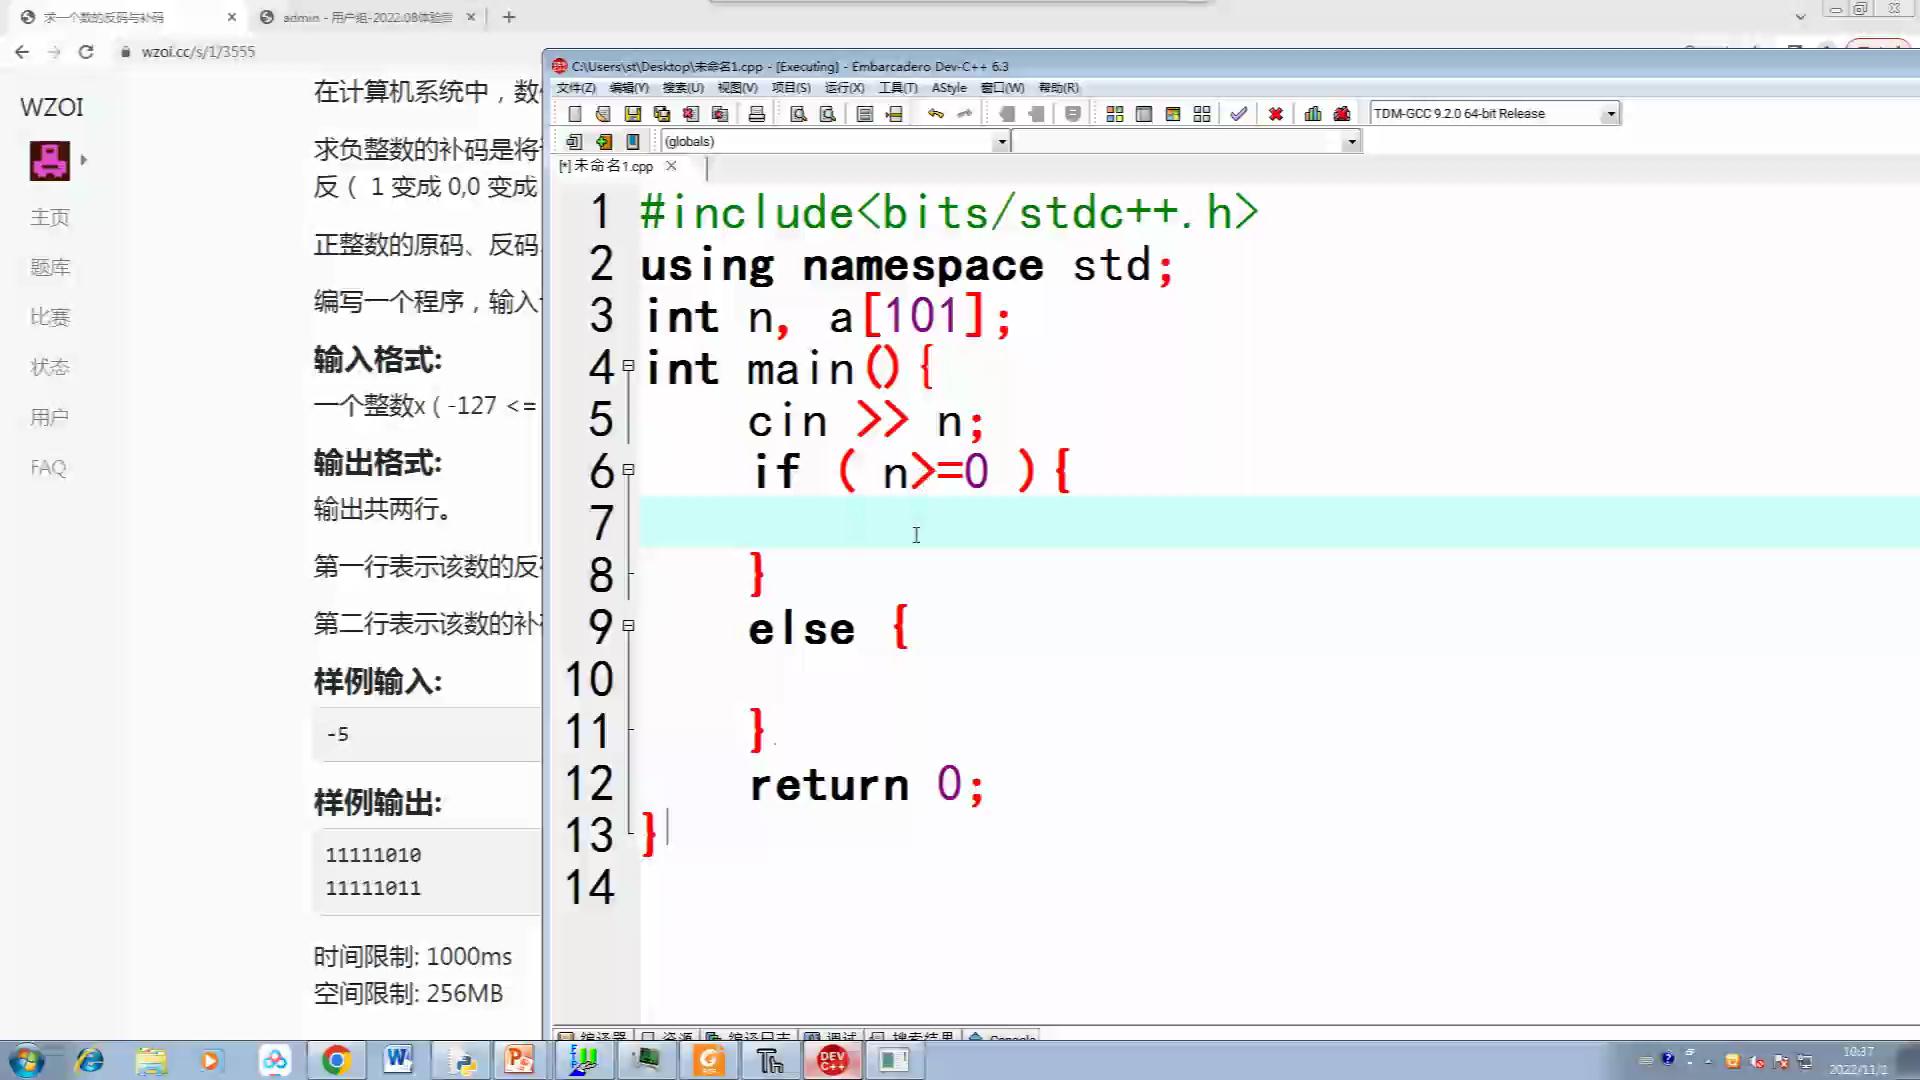 求一个数的反码与补码
admin - 用户组-2022.08体验营
wzoi.cc/s/1/3555
WZOI
主页
题库
比赛
状态
用户
FAQ
在计算机系统中，数
求负整数的补码是将
反（ 1 变成 0,0 变成
正整数的原码、反码
编写一个程序，输入
输入格式:
一个整数x ( -127 <=
输出格式:
输出共两行。
第一行表示该数的反
第二行表示该数的补
样例输入:
-5
样例输出:
11111010
11111011
时间限制: 1000ms
空间限制: 256MB
C:\Users\st\Desktop\未命名1.cpp - [Executing] - Embarcadero Dev-C++ 6.3
文件(Z) 编辑(Y) 搜索(U) 视图(V) 项目(S) 运行(X) 工具(T) AStyle 窗口(W) 帮助(R)
TDM-GCC 9.2.0 64-bit Release
(globals)
[*] 未命名1.cpp
1 #include<bits/stdc++.h>
2 using namespace std;
3 int n, a[101];
4 int main(){
5 cin >> n;
6 if ( n>=0 ){
7
8 }
9 else {
10
11 }
12 return 0;
13 }
14
编译器 资源 编译日志 调试 搜索结果 Console
DEV C++
10:37
2022/11/1